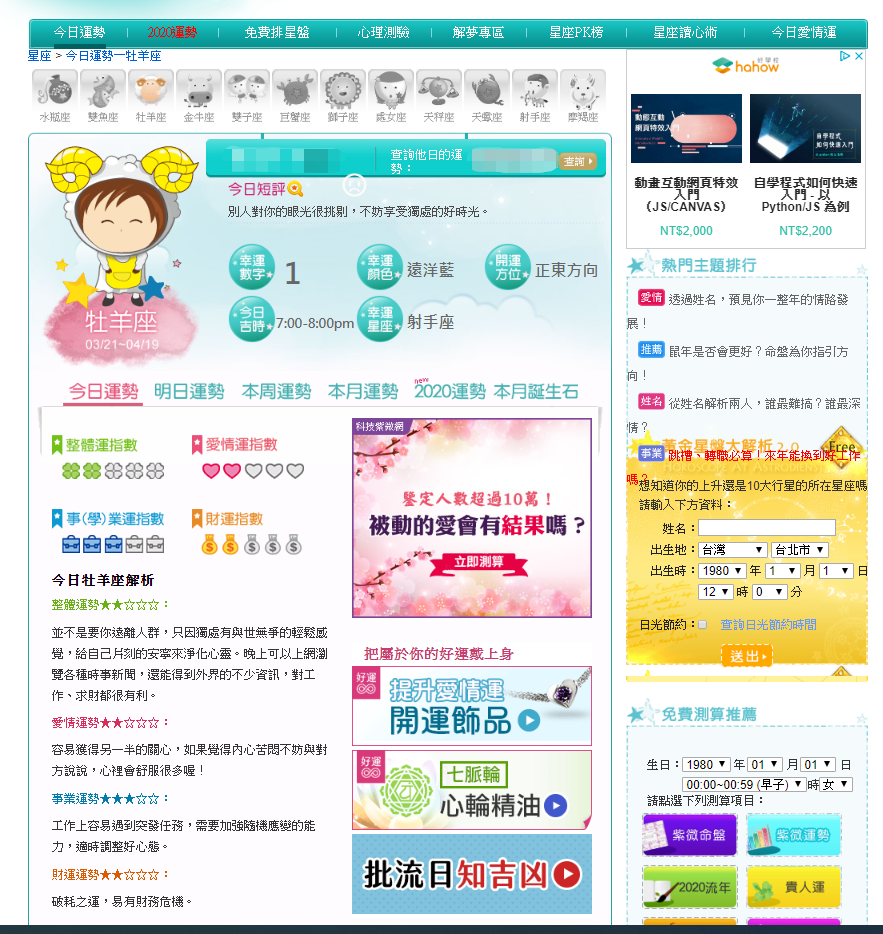 今日運勢 2020運勢 免費排星盤 心理測驗 解夢專區 星座PK榜 星座讀心術 今日愛情運
星座 > 今日運勢─牡羊座
水瓶座 雙魚座 牡羊座 金牛座 雙子座 巨蟹座 獅子座 處女座 天秤座 天蠍座 射手座 摩羯座
查詢他日的運
勢：
查詢
今日短評
別人對你的眼光很挑剔，不妨享受獨處的好時光。
幸運
數字
1
幸運
顏色
遠洋藍
開運
方位
正東方向
今日
吉時
7:00-8:00pm
幸運
星座
射手座
牡羊座
03/21~04/19
今日運勢 明日運勢 本周運勢 本月運勢 new 2020運勢 本月誕生石
整體運指數
愛情運指數
事(學)業運指數
財運指數
今日牡羊座解析
整體運勢★★☆☆☆：
並不是要你遠離人群，只因獨處有與世無爭的輕鬆感
覺，給自己片刻的安寧來淨化心靈。晚上可以上網瀏
覽各種時事新聞，還能得到外界的不少資訊，對工
作、求財都很有利。
愛情運勢★★☆☆☆：
容易獲得另一半的關心，如果覺得內心苦悶不妨與對
方說說，心裡會舒服很多喔！
事業運勢★★★☆☆：
工作上容易遇到突發任務，需要加強隨機應變的能
力，適時調整好心態。
財運運勢★★☆☆☆：
破耗之運，易有財務危機。
科技紫微網
鑒定人數超過10萬！
被動的愛會有結果嗎？
立即測算
把屬於你的好運戴上身
好運
提升愛情運
開運飾品
好運
七脈輪
心輪精油
批流日知吉凶
好學校
hahow
動態互動
網頁特效入門
自學程式
如何快速入門
動畫互動網頁特效
入門
（JS/CANVAS）
NT$2,000
自學程式如何快速
入門 - 以
Python/JS 為例
NT$2,200
熱門主題排行
愛情 透過姓名，預見你一整年的情路發
展！
推薦 鼠年是否會更好？命盤為你指引方
向！
姓名 從姓名解析兩人，誰最難搞？誰最深
情？
黃金星盤大解析 2.0
Free
HOROSCOPE AT ASTRODIENST
事業 跳槽、轉職必算！來年能換到好工作
嗎？
想知道你的上升還是10大行星的所在星座嗎
請輸入下方資料：
姓名：
出生地：台灣 台北市
出生時：1980 年 1 月 1 日
12 時 0 分
日光節約： 查詢日光節約時間
送出
免費測算推薦
生日：1980 年 01 月 01 日
00:00~00:59 (早子) 時 女
請點選下列測算項目：
紫微命盤 紫微運勢
2020流年 貴人運